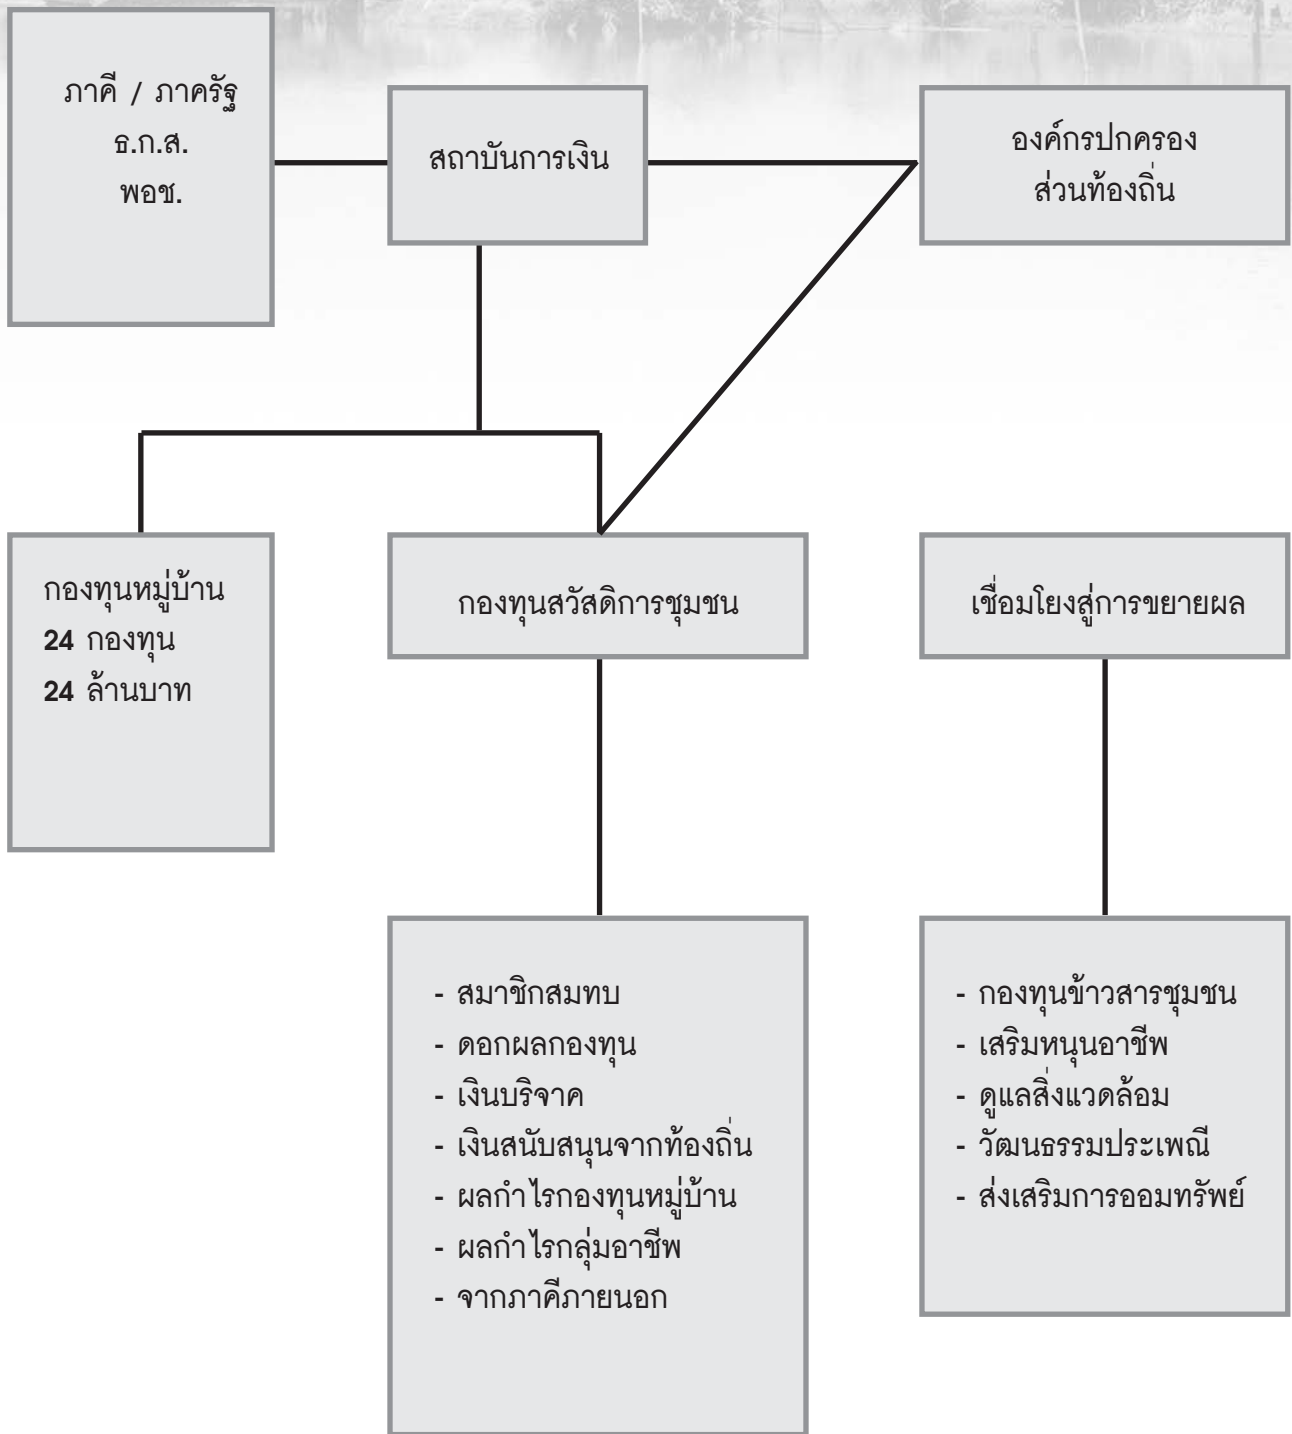 ภาคี / ภาครัฐ
ธ.ก.ส.
พอช.
สถาบันการเงิน
องค์กรปกครอง
ส่วนท้องถิ่น
กองทุนหมู่บ้าน
24 กองทุน
24 ล้านบาท
กองทุนสวัสดิการชุมชน
เชื่อมโยงสู่การขยายผล
- สมาชิกสมทบ
- ดอกผลกองทุน
- เงินบริจาค
- เงินสนับสนุนจากท้องถิ่น
- ผลกำไรกองทุนหมู่บ้าน
- ผลกำไรกลุ่มอาชีพ
- จากภาคีภายนอก
- กองทุนข้าวสารชุมชน
- เสริมหนุนอาชีพ
- ดูแลสิ่งแวดล้อม
- วัฒนธรรมประเพณี
- ส่งเสริมการออมทรัพย์